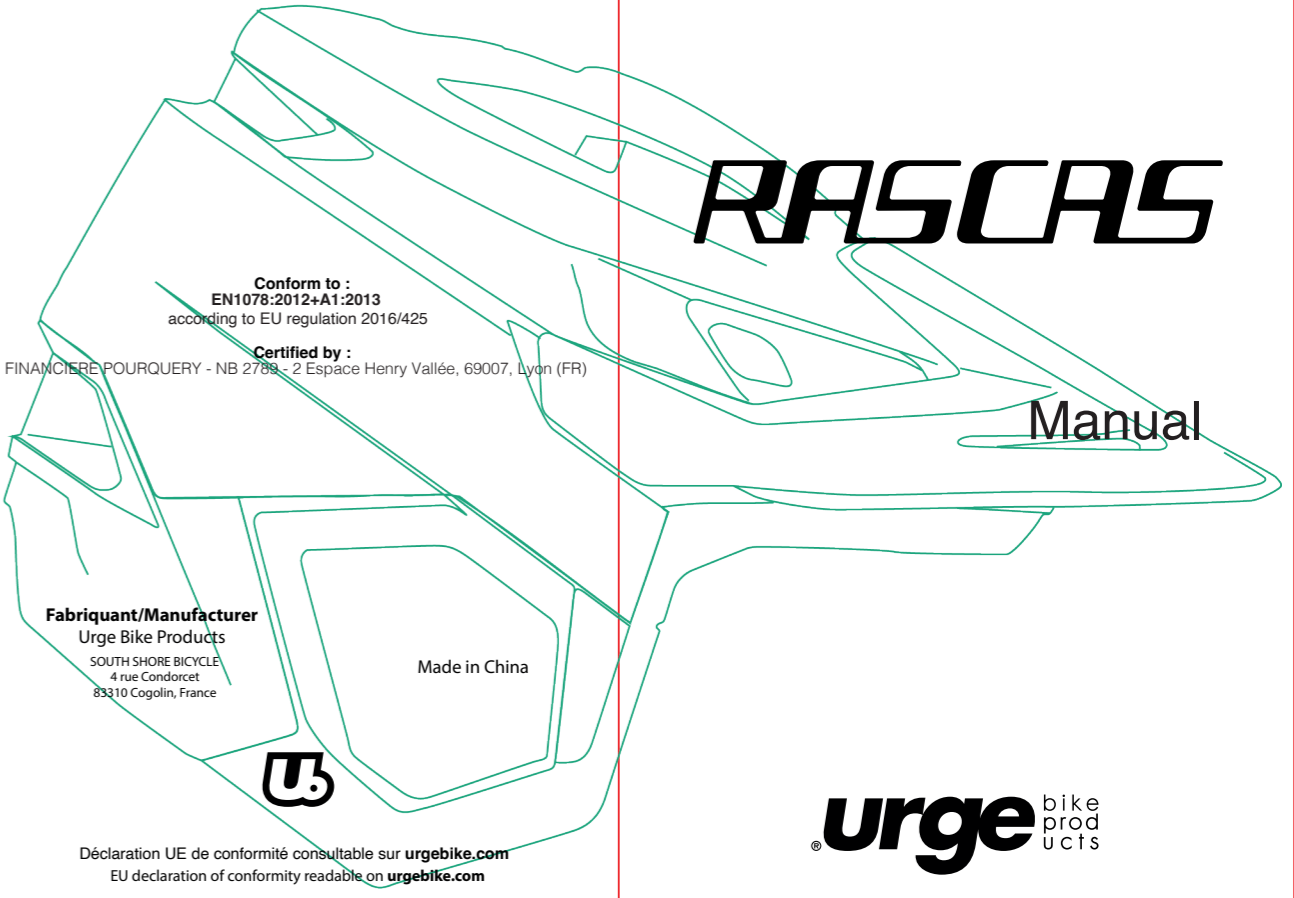 Conform to :
EN1078:2012+A1:2013
according to EU regulation 2016/425
Certified by :
FINANCIERE POURQUERY - NB 2789 - 2 Espace Henry Vallée, 69007, Lyon (FR)
Fabriquant/Manufacturer
Urge Bike Products
SOUTH SHORE BICYCLE
4 rue Condorcet
83310 Cogolin, France
Made in China
U.
Déclaration UE de conformité consultable sur urgebike.com
EU declaration of conformity readable on urgebike.com
RASCAS
Manual
® urge
bike
prod
ucts